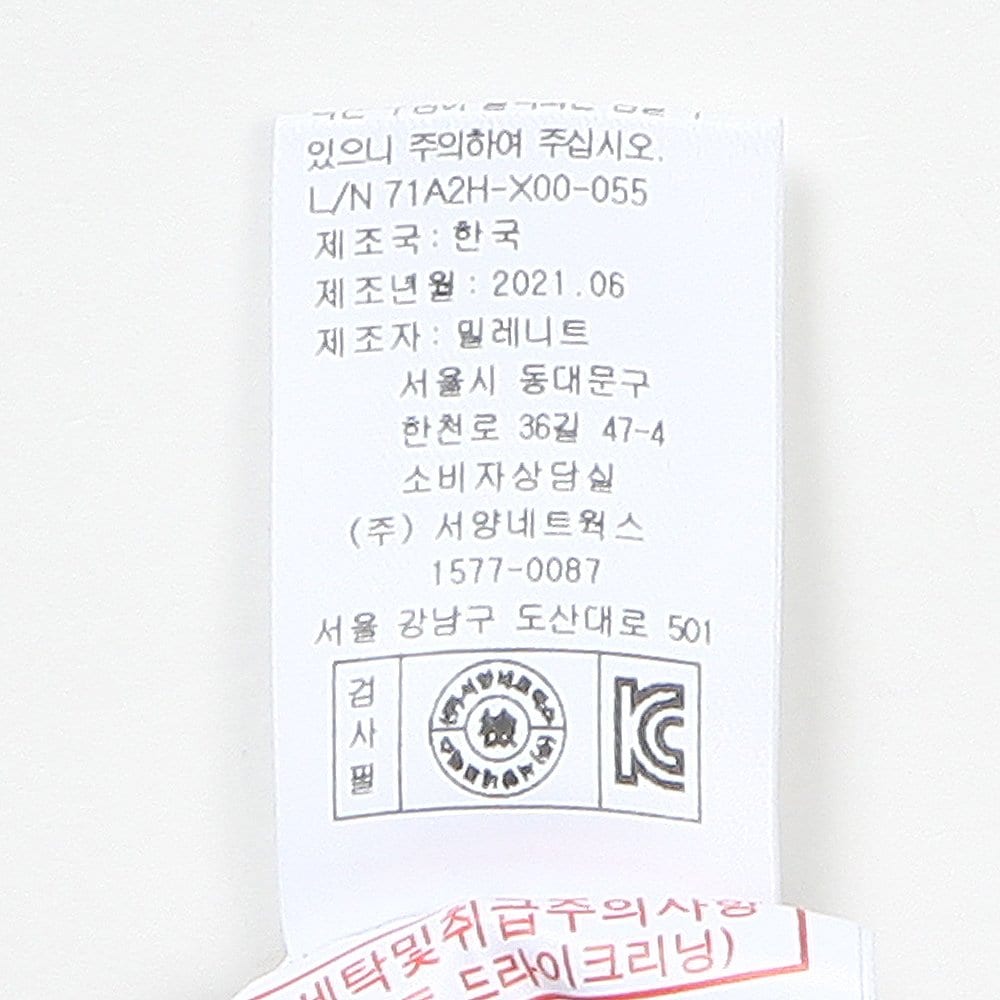 있으니 주의하여 주십시오.
L/N 71A2H-X00-055
제조국 : 한국
제조년월 : 2021.06
제조자 : 밀레니트
서울시 동대문구
한천로 36길 47-4
소비자상담실
(주) 서양네트웍스
1577-0087
서울 강남구 도산대로 501
검
사
필
檢
KC
세탁및취급주의사항
드라이크리닝)